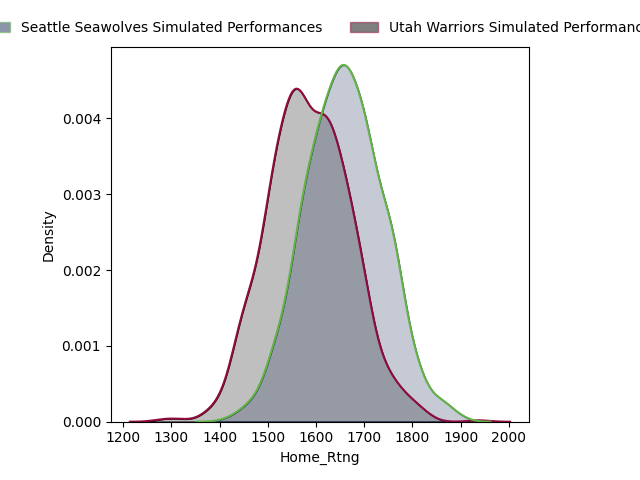 Seattle Seawolves Simulated Performances Utah Warriors Simulated
0.004
0.003
0.002
0.001
0.000
Density
1200 1300 1400 1500 1600 1700 1800 1900 2000
Home_Rtng